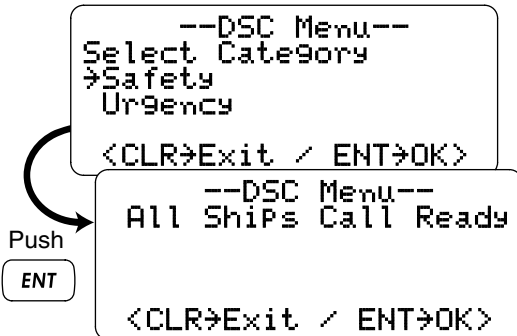 --DSC Menu--
Select Category
→Safety
Urgency
<CLR→Exit / ENT→OK>
--DSC Menu--
All Ships Call Ready
<CLR→Exit / ENT→OK>
Push
ENT